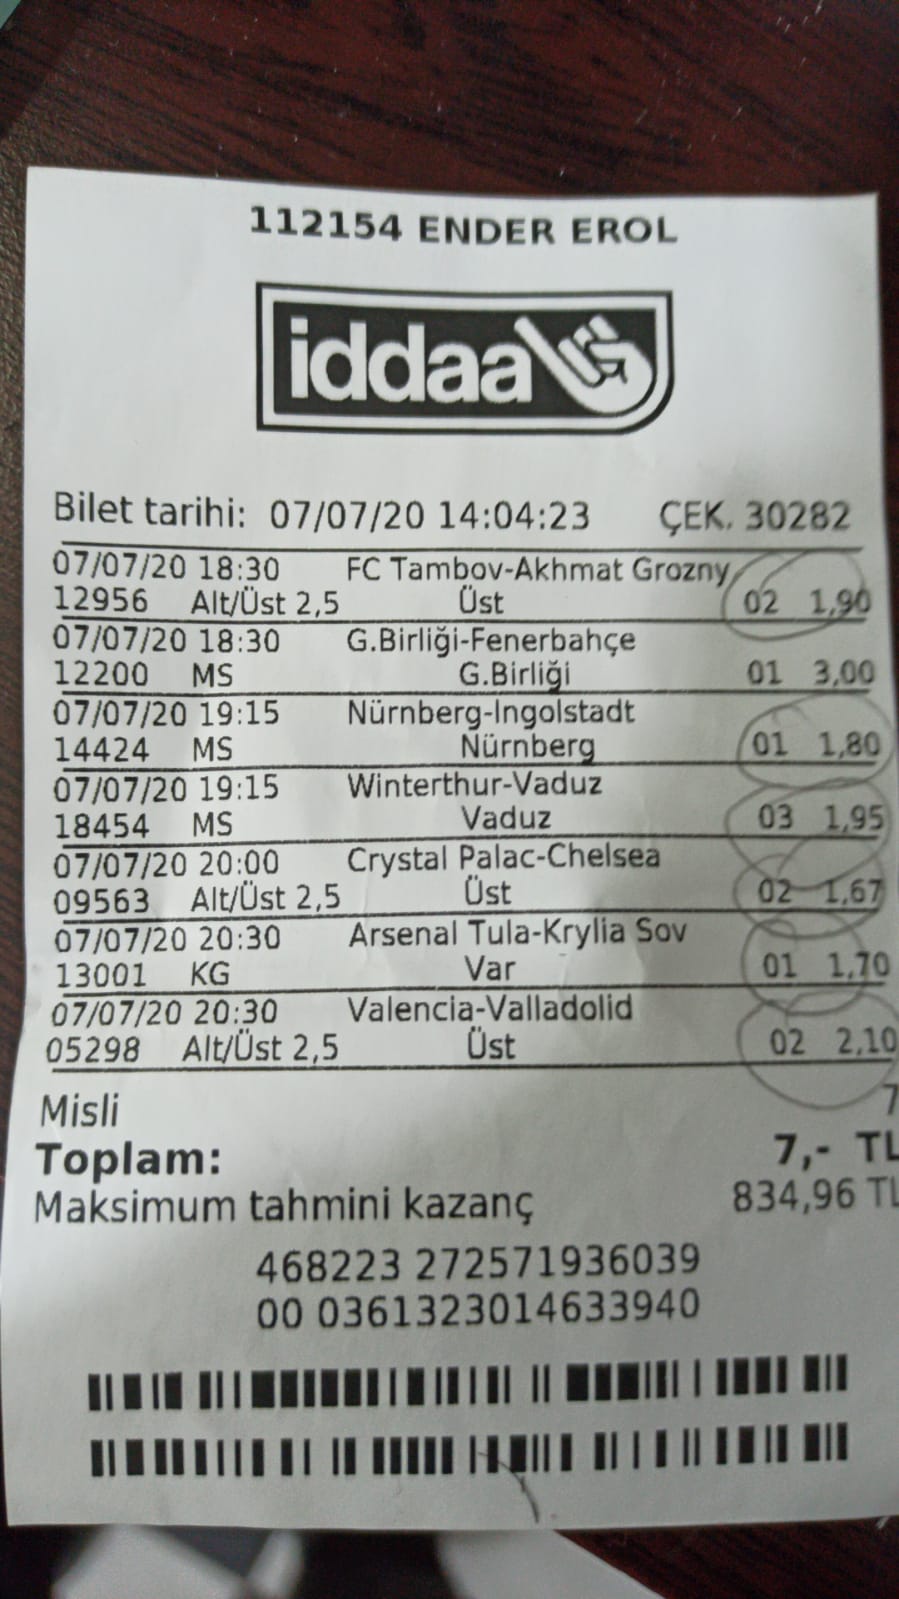 112154 ENDER EROL
iddaa
Bilet tarihi: 07/07/20 14:04:23 ÇEK. 30282
07/07/20 18:30 FC Tambov-Akhmat Grozny
12956 Alt/Üst 2,5 Üst 02 1,90
07/07/20 18:30 G.Birliği-Fenerbahçe
12200 MS G.Birliği 01 3,00
07/07/20 19:15 Nürnberg-Ingolstadt
14424 MS Nürnberg 01 1,80
07/07/20 19:15 Winterthur-Vaduz
18454 MS Vaduz 03 1,95
07/07/20 20:00 Crystal Palac-Chelsea
09563 Alt/Üst 2,5 Üst 02 1,67
07/07/20 20:30 Arsenal Tula-Krylia Sov
13001 KG Var 01 1,70
07/07/20 20:30 Valencia-Valladolid
05298 Alt/Üst 2,5 Üst 02 2,10
Misli 7
Toplam: 7,- TL
Maksimum tahmini kazanç 834,96 TL
468223 272571936039
00 0361323014633940